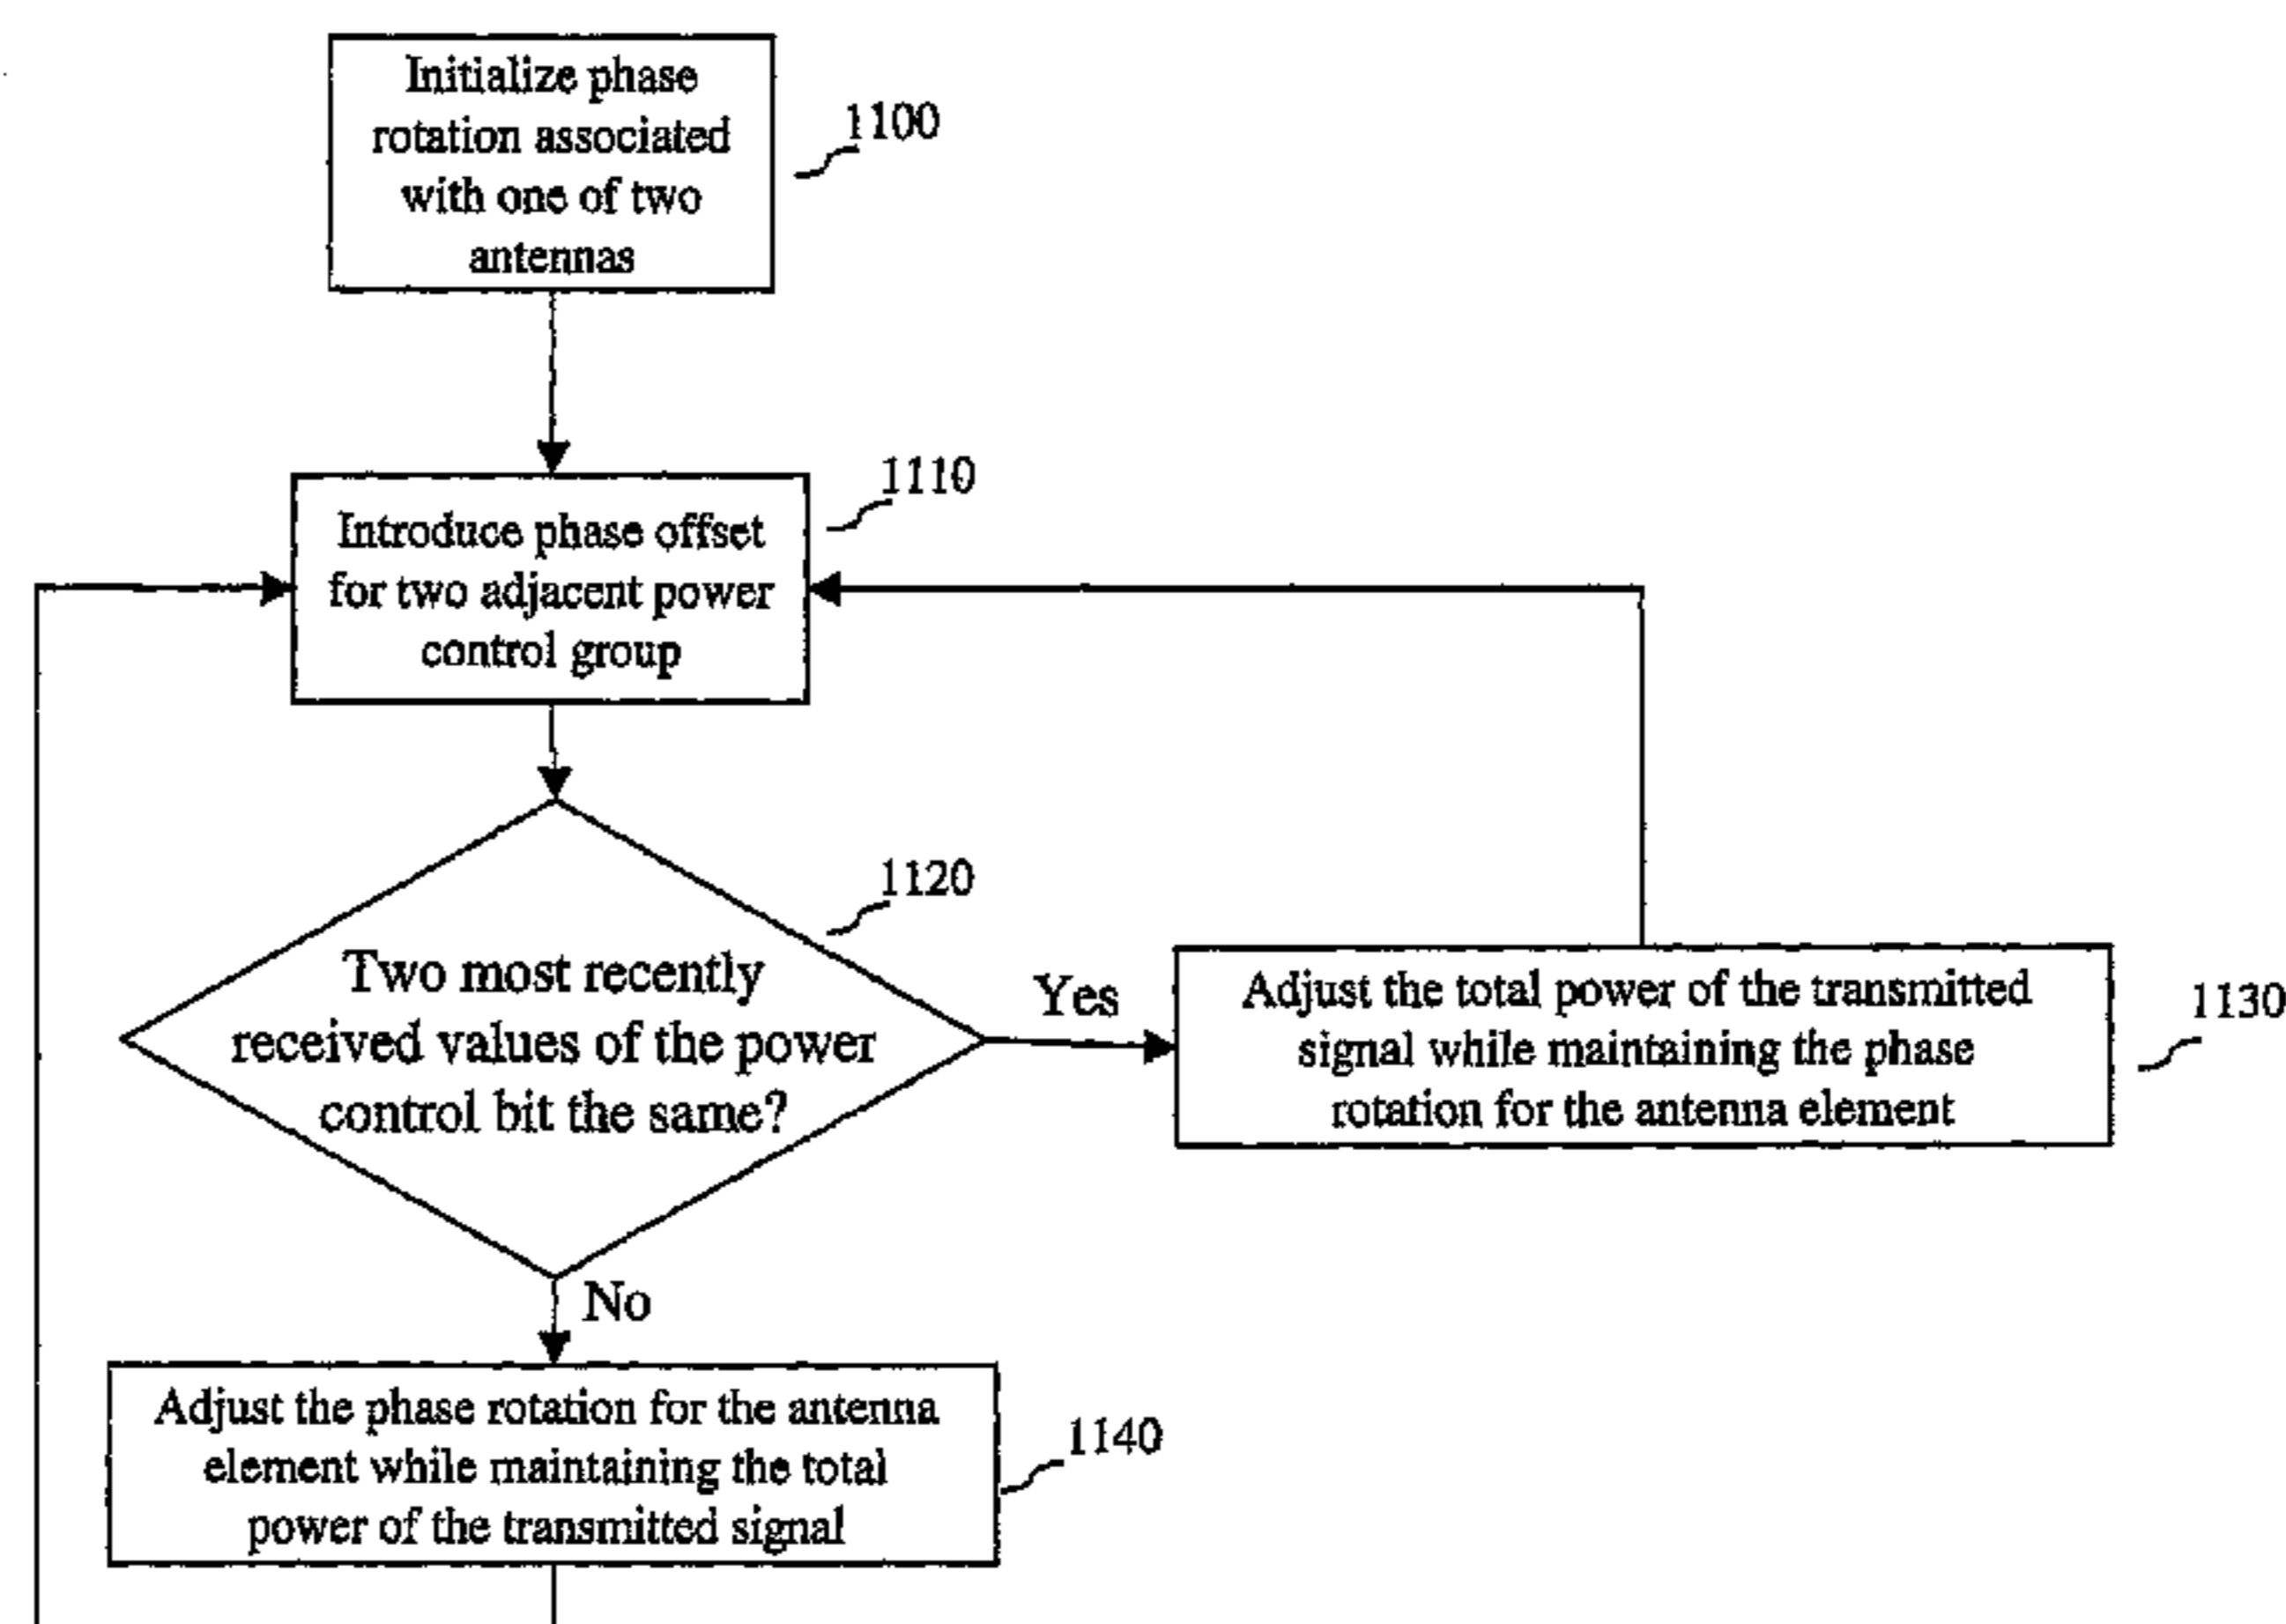 Initialize phase
rotation associated
with one of two
antennas
1100
Introduce phase offset
for two adjacent power
control group
1110
Two most recently
received values of the power
control bit the same?
1120
Yes
Adjust the total power of the transmitted
signal while maintaining the phase
rotation for the antenna element
1130
No
Adjust the phase rotation for the antenna
element while maintaining the total
power of the transmitted signal
1140